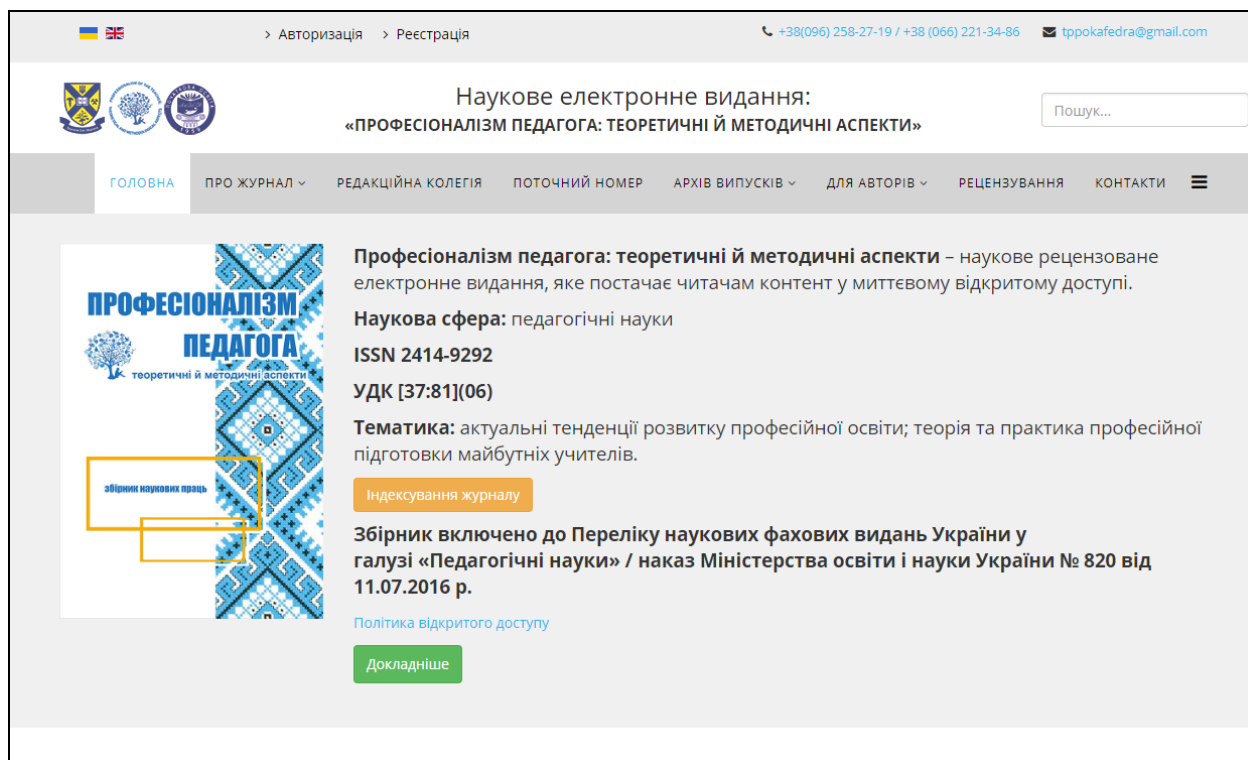 > Авторизація > Реєстрація
+38(096) 258-27-19 / +38 (066) 221-34-86 tppokafedra@gmail.com
Наукове електронне видання:
«ПРОФЕСІОНАЛІЗМ ПЕДАГОГА: ТЕОРЕТИЧНІ Й МЕТОДИЧНІ АСПЕКТИ»
Пошук...
ГОЛОВНА ПРО ЖУРНАЛ РЕДАКЦІЙНА КОЛЕГІЯ ПОТОЧНИЙ НОМЕР АРХІВ ВИПУСКІВ ДЛЯ АВТОРІВ РЕЦЕНЗУВАННЯ КОНТАКТИ
ПРОФЕСІОНАЛІЗМ
ПЕДАГОГА
теоретичні й методичні аспекти
збірник наукових праць
Професіоналізм педагога: теоретичні й методичні аспекти – наукове рецензоване
електронне видання, яке постачає читачам контент у миттєвому відкритому доступі.
Наукова сфера: педагогічні науки
ISSN 2414-9292
УДК [37:81](06)
Тематика: актуальні тенденції розвитку професійної освіти; теорія та практика професійної
підготовки майбутніх учителів.
Індексування журналу
Збірник включено до Переліку наукових фахових видань України у
галузі «Педагогічні науки» / наказ Міністерства освіти і науки України № 820 від
11.07.2016 р.
Політика відкритого доступу
Докладніше